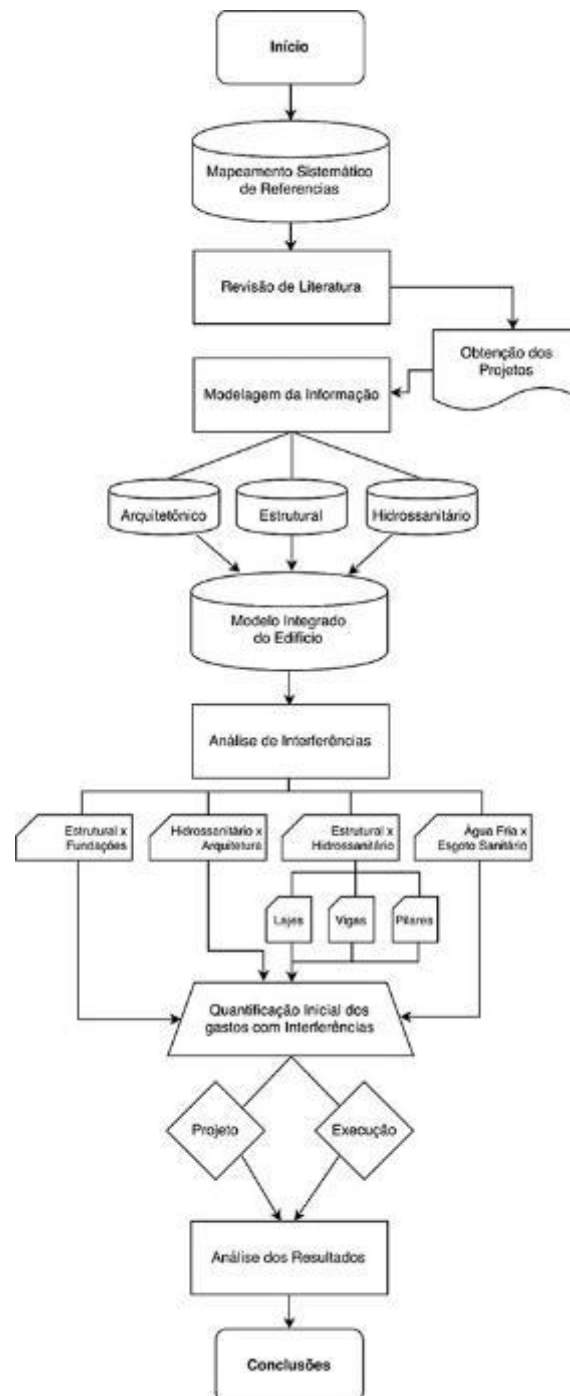 Início
Mapeamento Sistemático
de Referencias
Revisão de Literatura
Obtenção dos
Projetos
Modelagem da Informação
Arquitetônico
Estrutural
Hidrossanitário
Modelo Integrado
do Edifício
Análise de Interferências
Estrutural x
Fundações
Hidrossanitário x
Arquitetura
Estrutural x
Hidrossanitário
Água Fria x
Esgoto Sanitário
Lajes
Vigas
Pilares
Quantificação Inicial dos
gastos com Interferências
Projeto
Execução
Análise dos Resultados
Conclusões